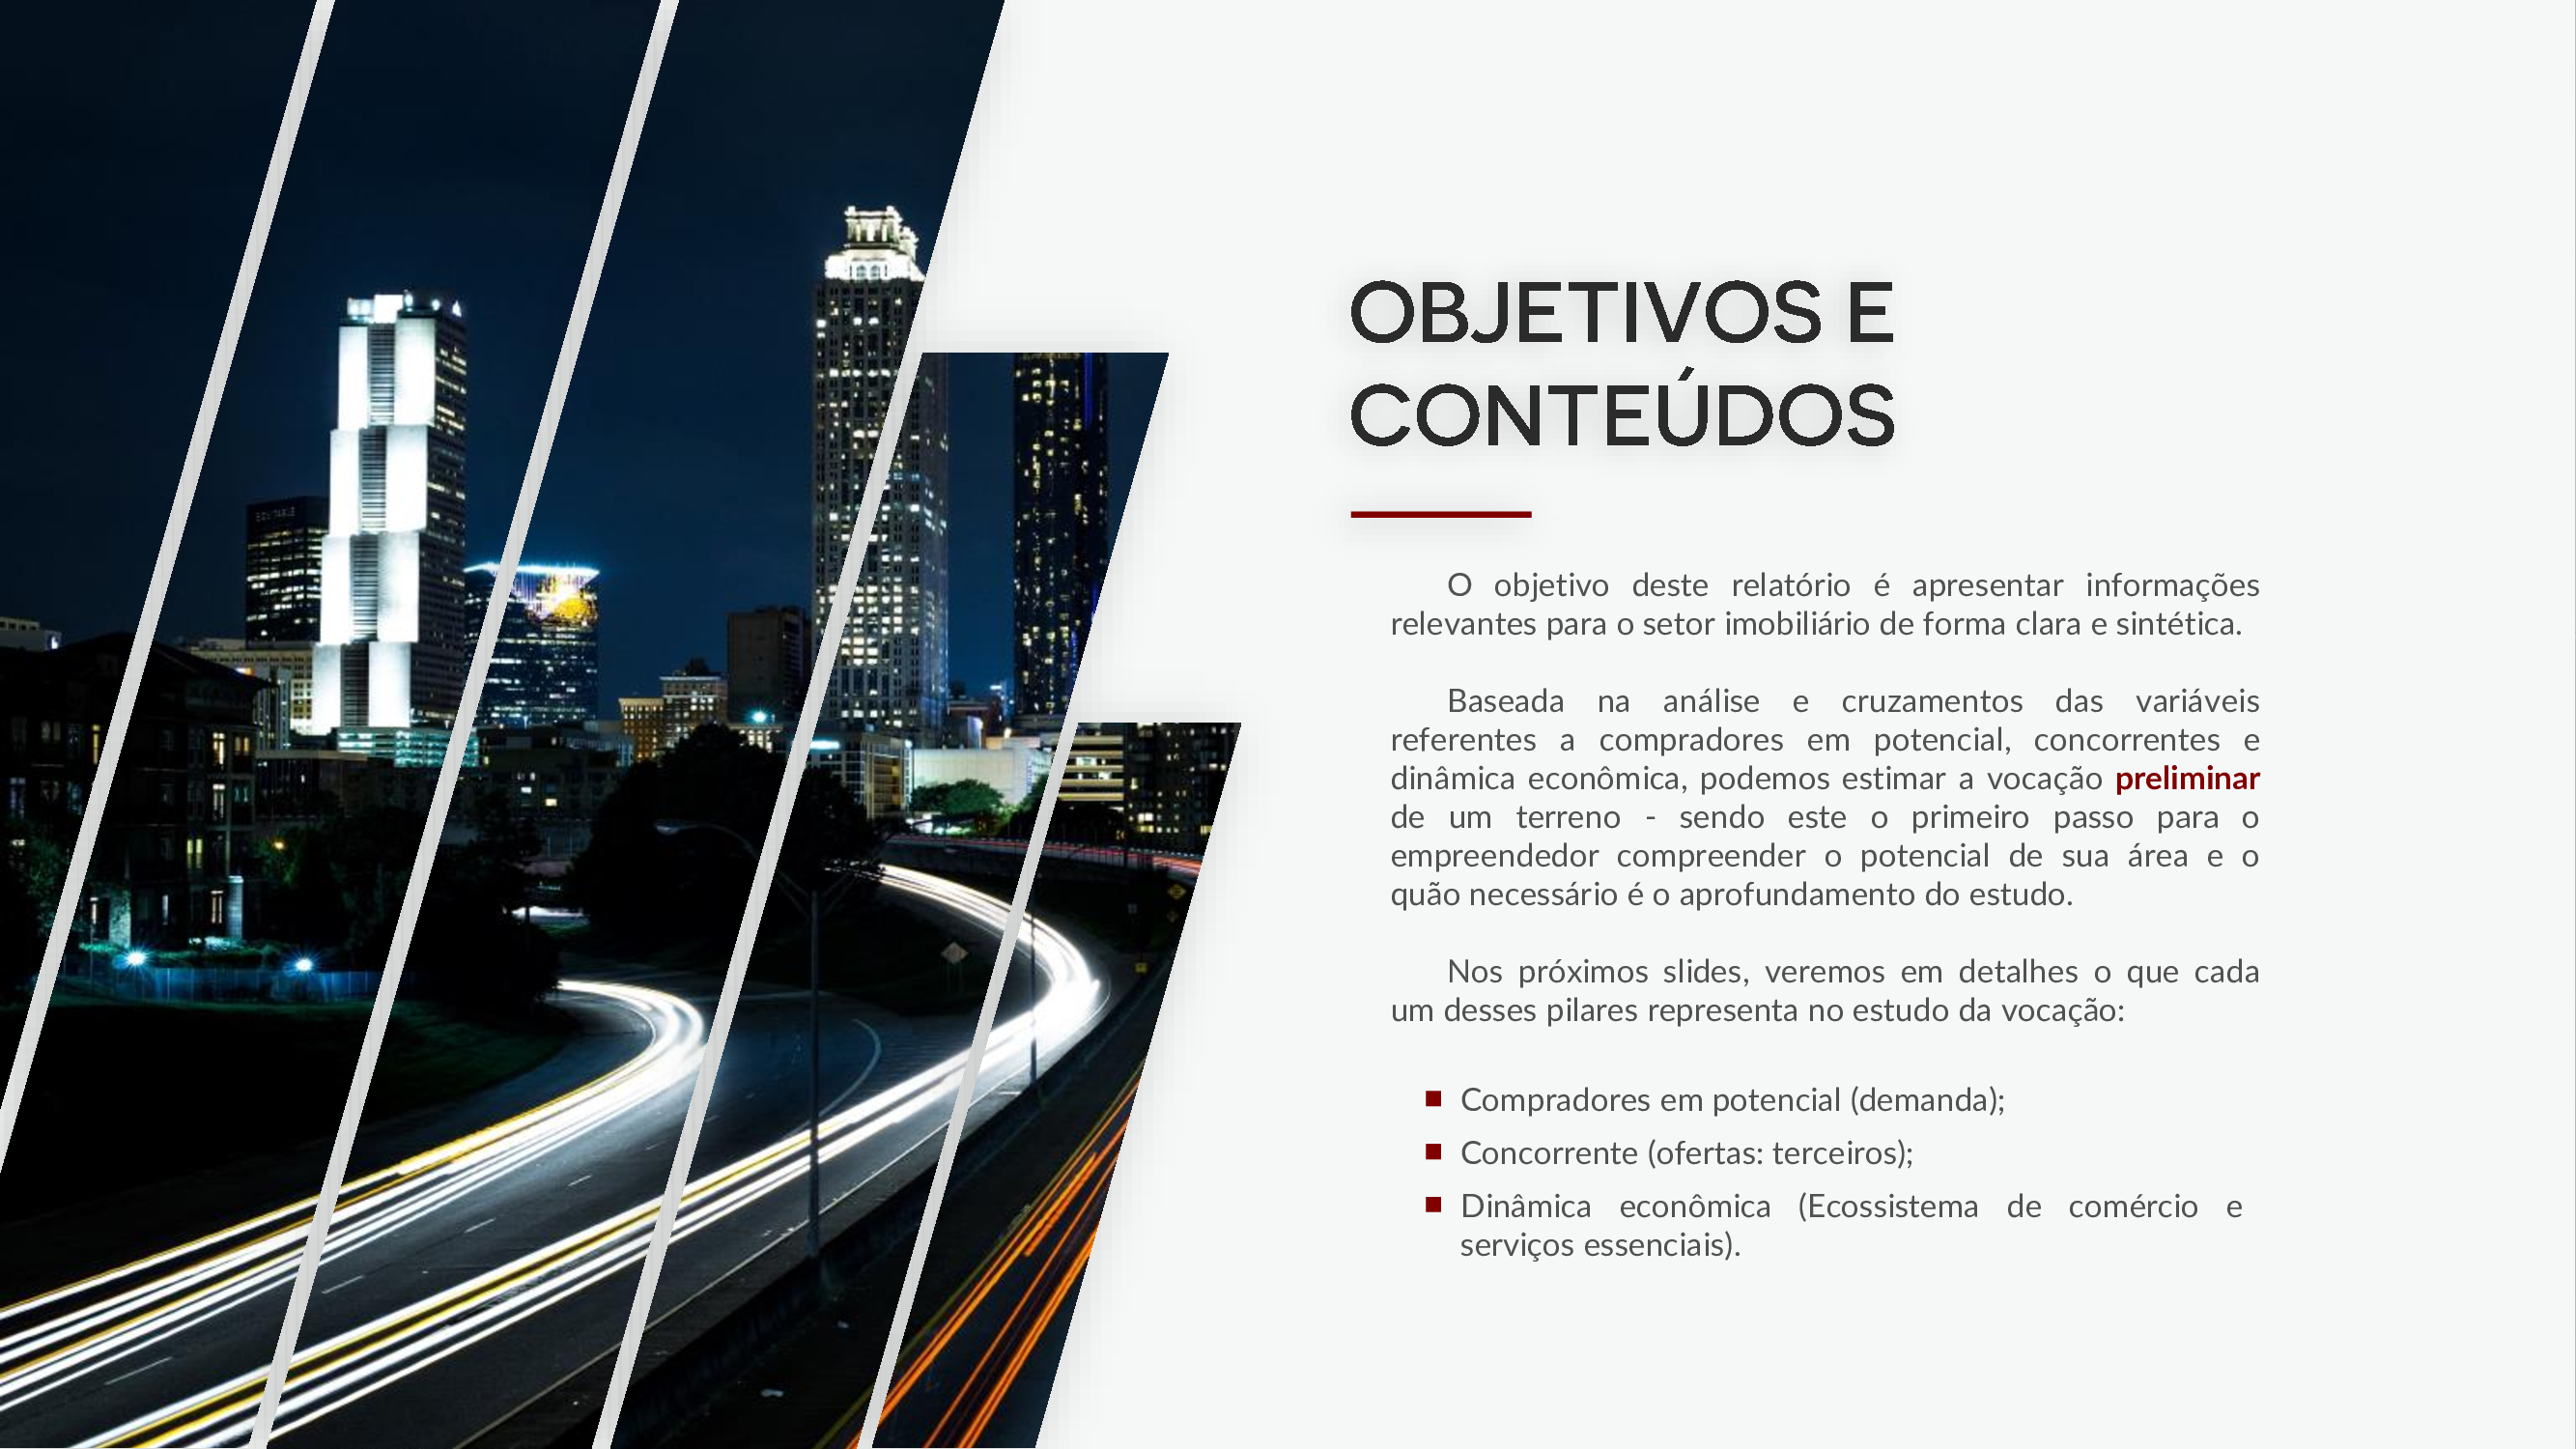 OBJETIVOS E
CONTEÚDOS
O objetivo deste relatório é apresentar informações
relevantes para o setor imobiliário de forma clara e sintética.
Baseada na análise e cruzamentos das variáveis
referentes a compradores em potencial, concorrentes e
dinâmica econômica, podemos estimar a vocação preliminar
de um terreno - sendo este o primeiro passo para o
empreendedor compreender o potencial de sua área e o
quão necessário é o aprofundamento do estudo.
Nos próximos slides, veremos em detalhes o que cada
um desses pilares representa no estudo da vocação:
Compradores em potencial (demanda);
Concorrente (ofertas: terceiros);
Dinâmica econômica (Ecossistema de comércio e
serviços essenciais).